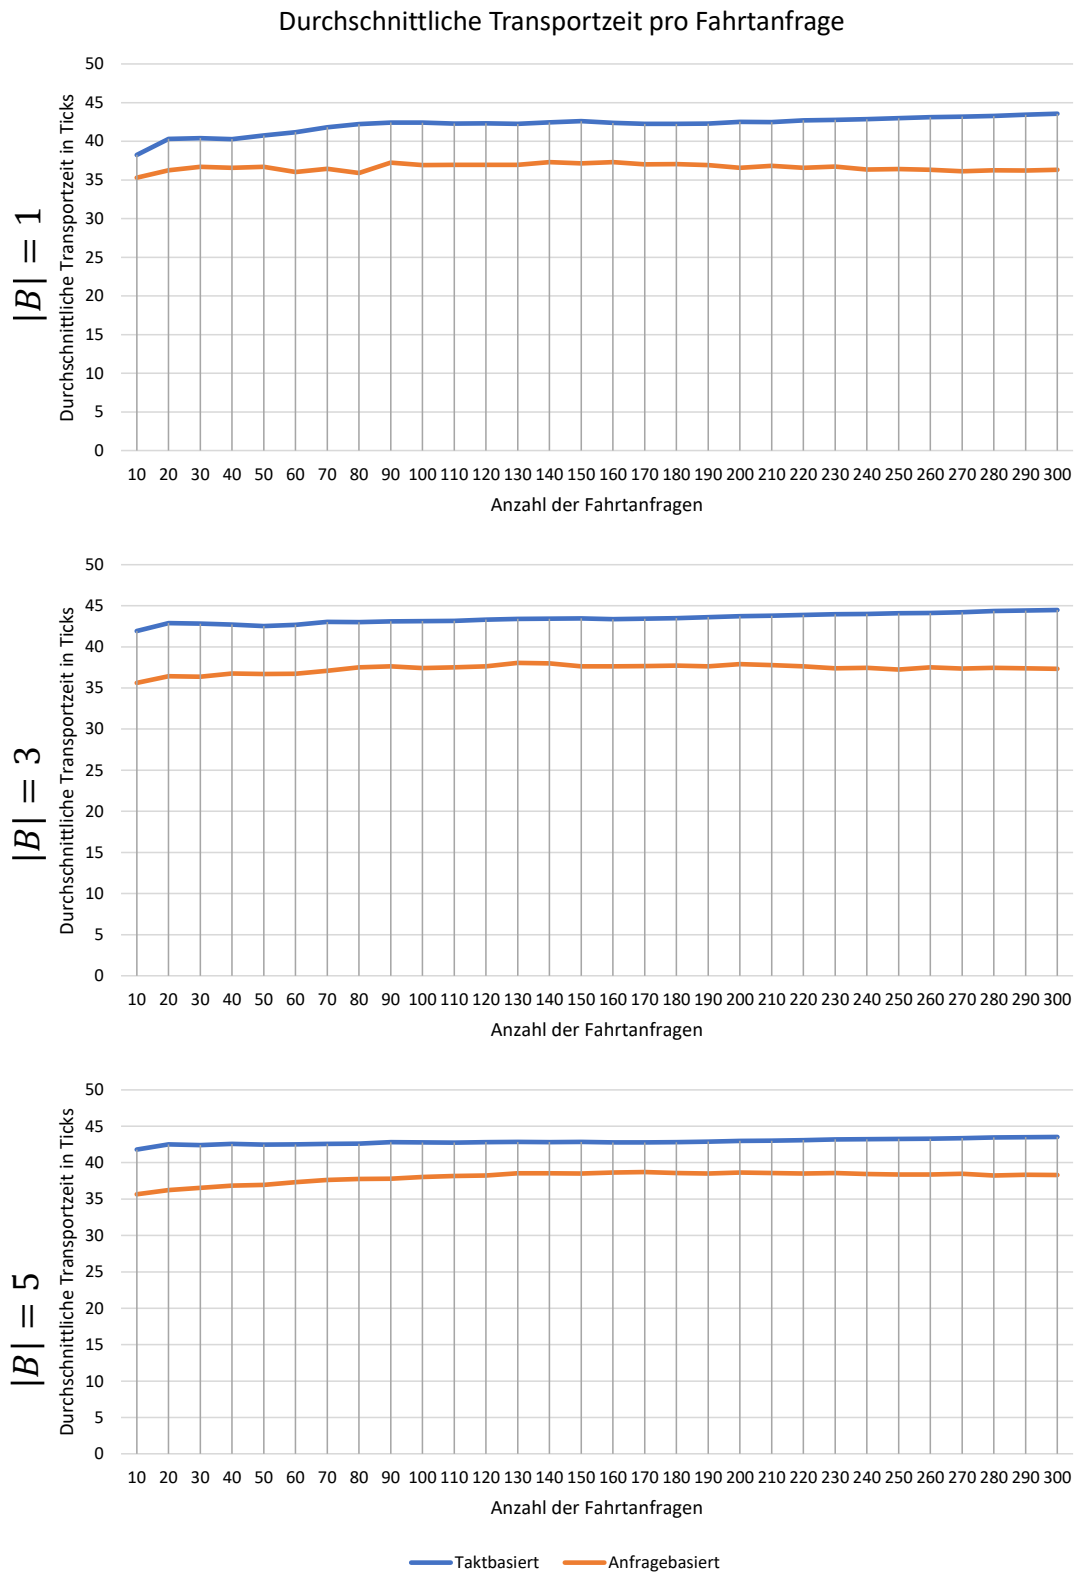 Durchschnittliche Transportzeit pro Fahrtanfrage
|B| = 1
Durchschnittliche Transportzeit in Ticks
50
45
40
35
30
25
20
15
10
5
0
10 20 30 40 50 60 70 80 90 100 110 120 130 140 150 160 170 180 190 200 210 220 230 240 250 260 270 280 290 300
Anzahl der Fahrtanfragen
|B| = 3
Durchschnittliche Transportzeit in Ticks
50
45
40
35
30
25
20
15
10
5
0
10 20 30 40 50 60 70 80 90 100 110 120 130 140 150 160 170 180 190 200 210 220 230 240 250 260 270 280 290 300
Anzahl der Fahrtanfragen
|B| = 5
Durchschnittliche Transportzeit in Ticks
50
45
40
35
30
25
20
15
10
5
0
10 20 30 40 50 60 70 80 90 100 110 120 130 140 150 160 170 180 190 200 210 220 230 240 250 260 270 280 290 300
Anzahl der Fahrtanfragen
Taktbasiert Anfragebasiert